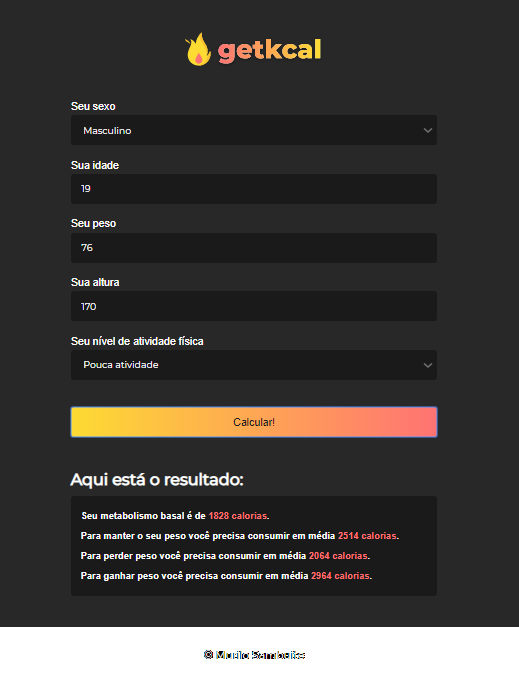 getkcal
Seu sexo
Masculino
Sua idade
19
Seu peso
76
Sua altura
170
Seu nível de atividade física
Pouca atividade
Calcular!
Aqui está o resultado:
Seu metabolismo basal é de 1828 calorias.
Para manter o seu peso você precisa consumir em média 2514 calorias.
Para perder peso você precisa consumir em média 2064 calorias.
Para ganhar peso você precisa consumir em média 2964 calorias.
©